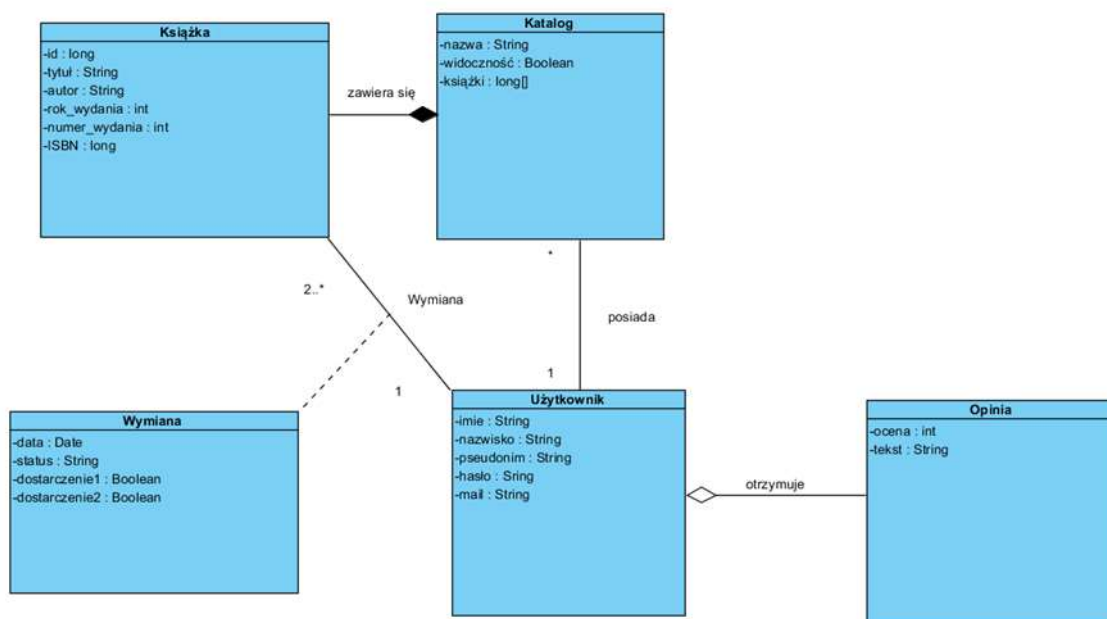 Książka
-id : long
-tytuł : String
-autor : String
-rok_wydania : int
-numer_wydania : int
-ISBN : long
zawiera się
Katalog
-nazwa : String
-widoczność : Boolean
-książki : long[]
2..*
Wymiana
1
*
posiada
1
Wymiana
-data : Date
-status : String
-dostarczenie1 : Boolean
-dostarczenie2 : Boolean
Użytkownik
-imie : String
-nazwisko : String
-pseudonim : String
-hasło : Sring
-mail : String
otrzymuje
Opinia
-ocena : int
-tekst : String